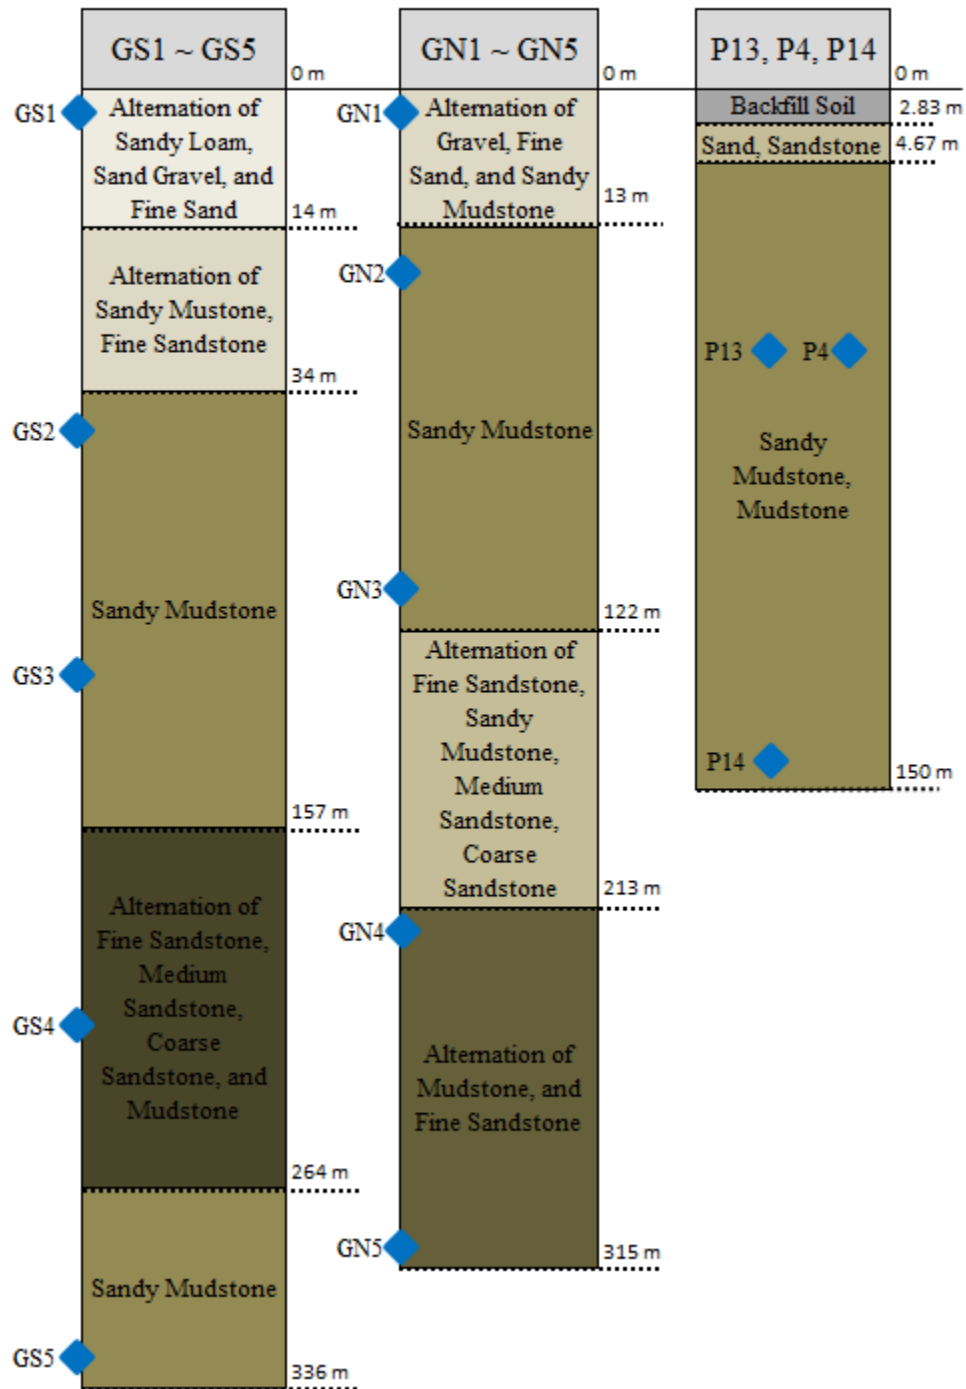 GS1 ~ GS5
0 m
GS1
Alternation of
Sandy Loam,
Sand Gravel, and
Fine Sand
14 m
Alternation of
Sandy Mustone,
Fine Sandstone
34 m
GS2
Sandy Mudstone
GS3
157 m
Alternation of
Fine Sandstone,
Medium
Sandstone,
Coarse
Sandstone, and
Mudstone
GS4
264 m
Sandy Mudstone
GS5
336 m
GN1 ~ GN5
0 m
GN1
Alternation of
Gravel, Fine
Sand, and Sandy
Mudstone
13 m
GN2
Sandy Mudstone
GN3
122 m
Alternation of
Fine Sandstone,
Sandy
Mudstone,
Medium
Sandstone,
Coarse
Sandstone
213 m
GN4
Alternation of
Mudstone, and
Fine Sandstone
GN5
315 m
P13, P4, P14
0 m
Backfill Soil
2.83 m
Sand, Sandstone
4.67 m
P13
P4
Sandy
Mudstone,
Mudstone
P14
150 m